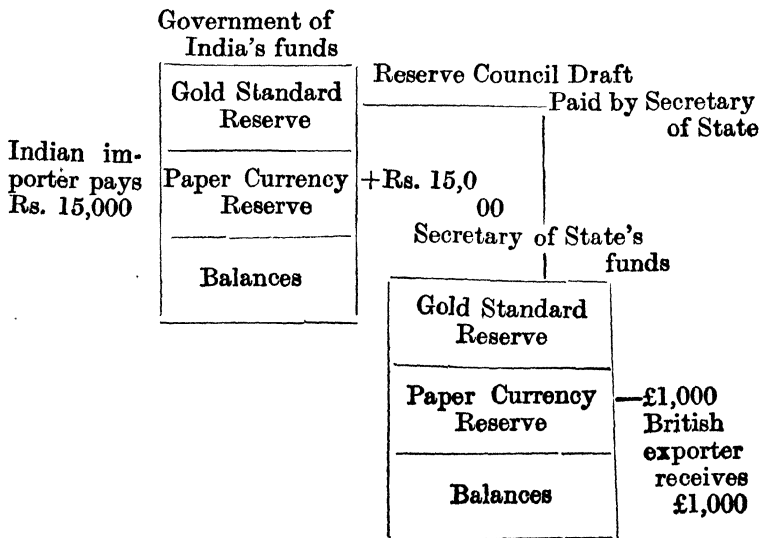 Government of
India's funds
Reserve Council Draft
Gold Standard
Reserve
Paid by Secretary
of State
Indian im-
porter pays
Rs. 15,000
Paper Currency
Reserve
+Rs. 15,0
00
Secretary of State's
funds
Balances
Gold Standard
Reserve
Paper Currency
Reserve
—£1,000
British
exporter
receives
£1,000
Balances